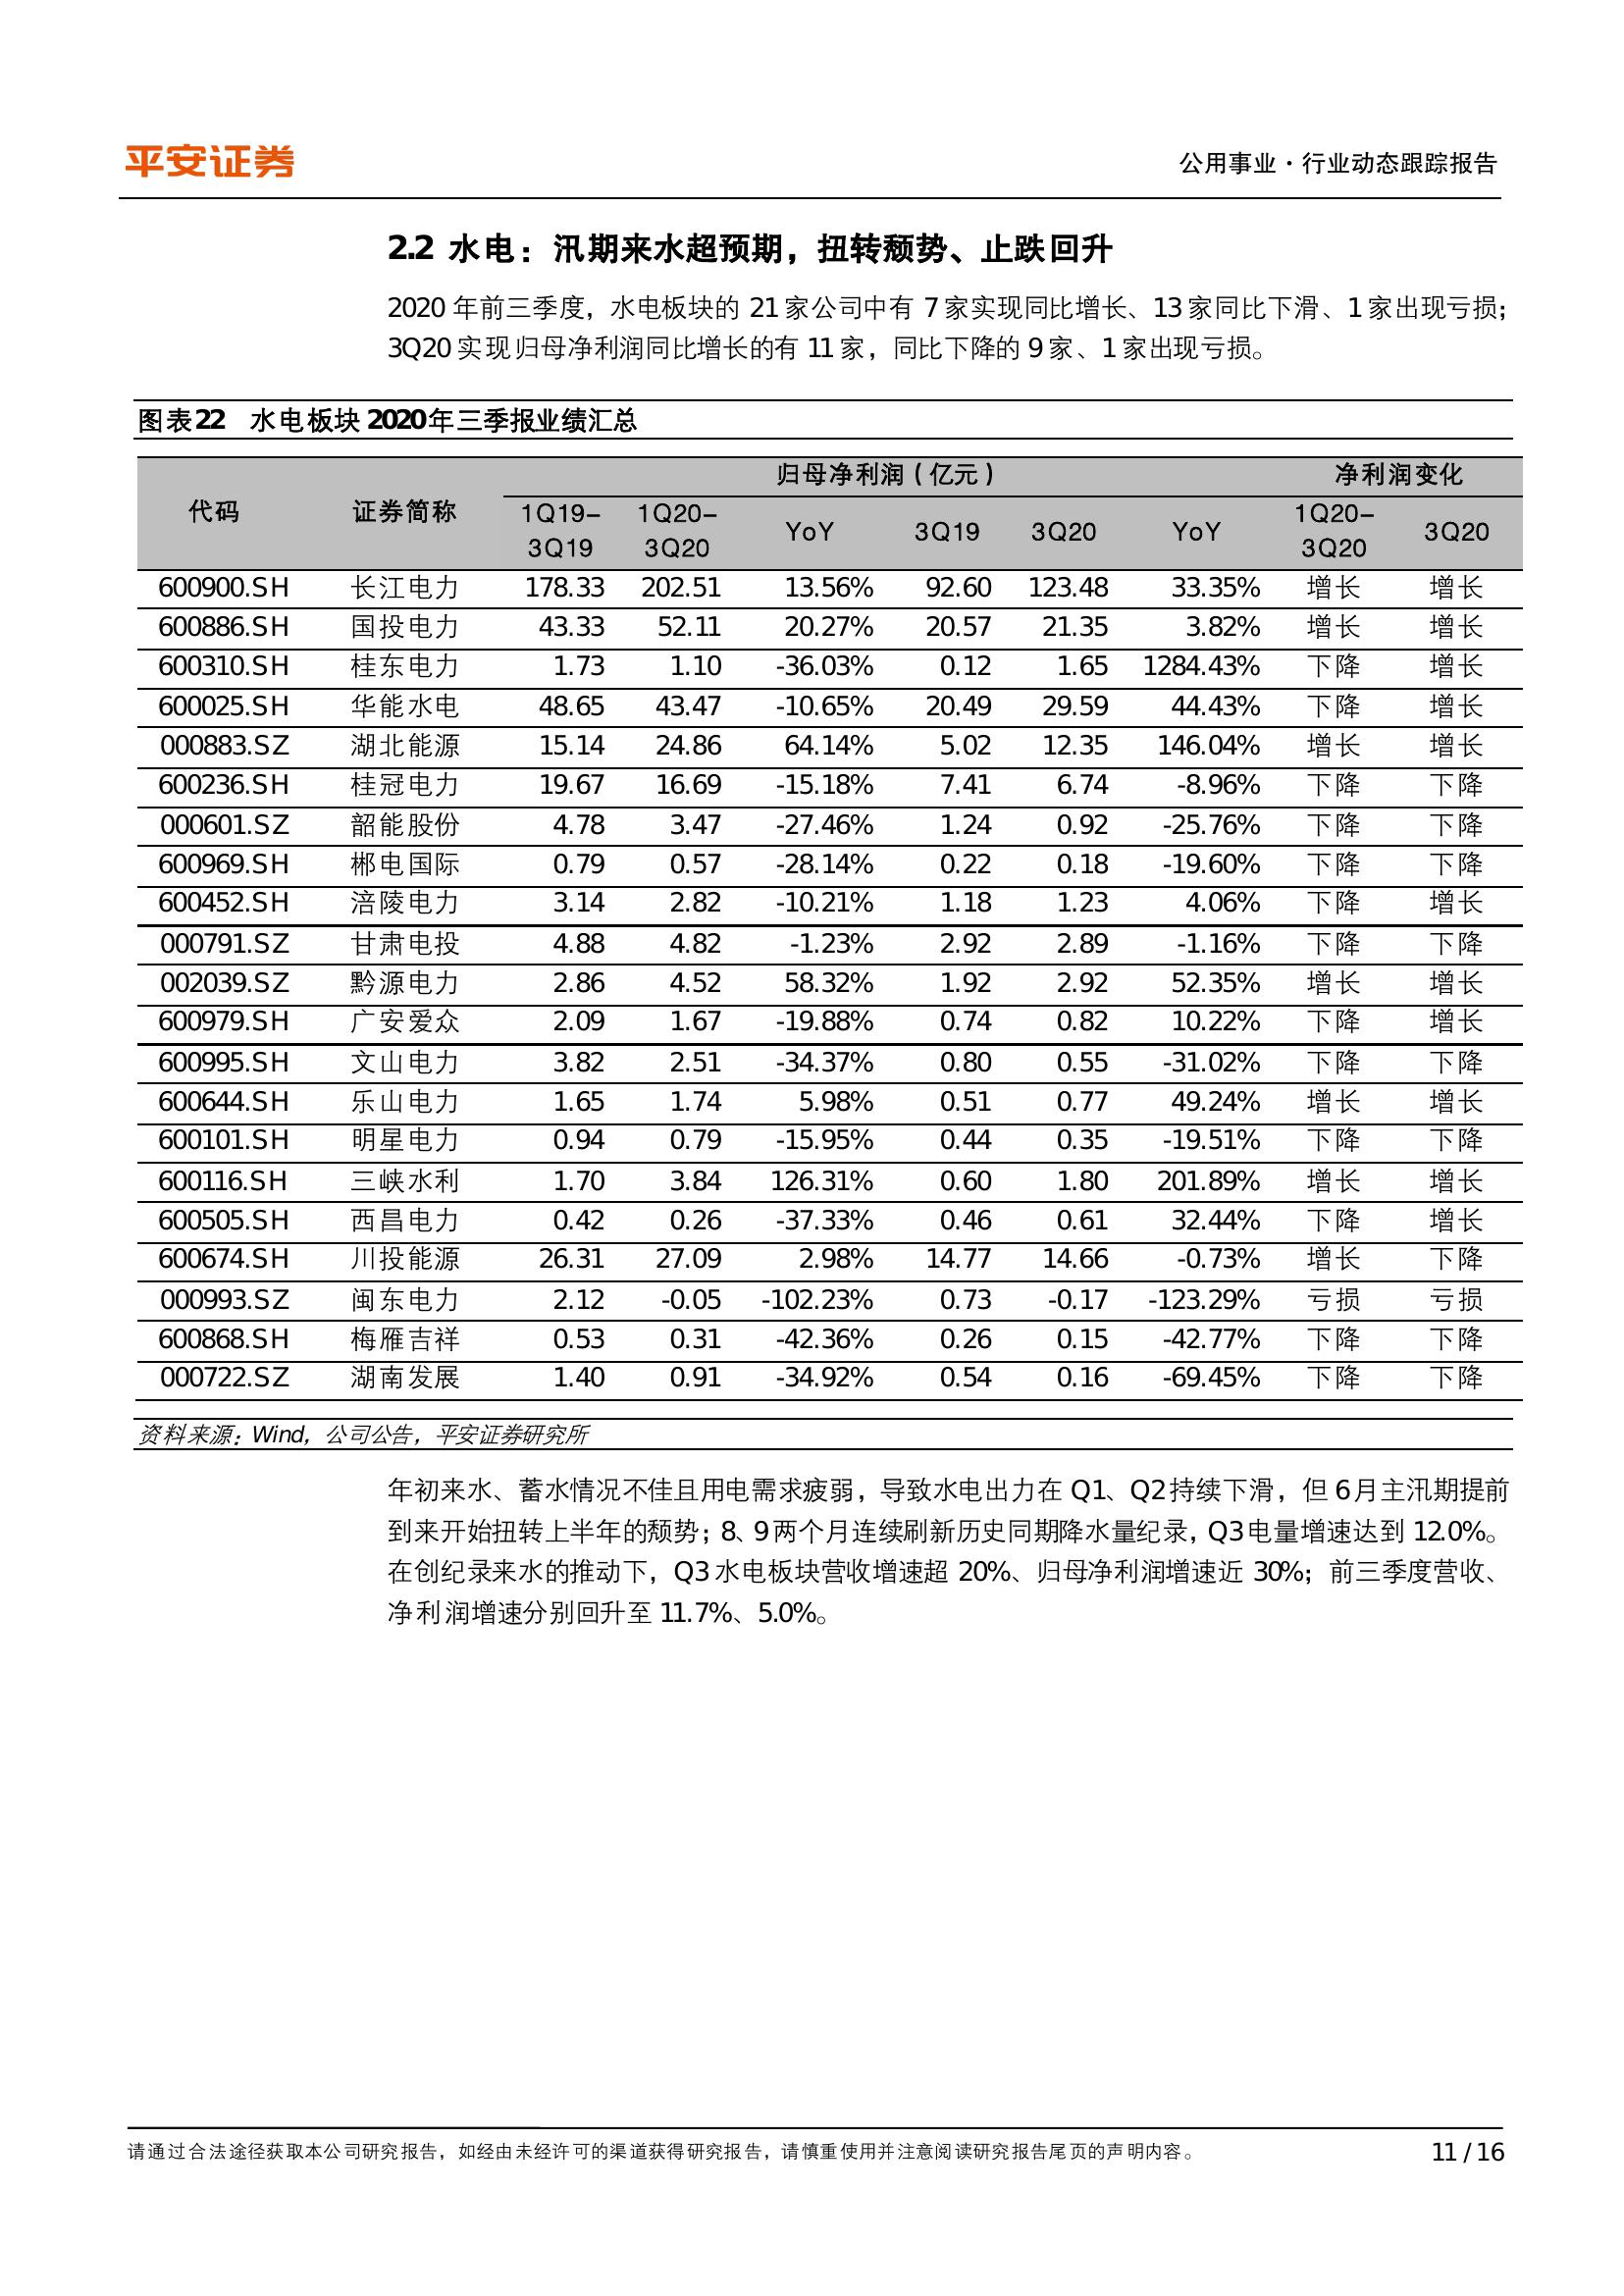 平安证券
公用事业·行业动态跟踪报告
2.2 水电：汛期来水超预期，扭转颓势、止跌回升
2020 年前三季度，水电板块的 21 家公司中有 7 家实现同比增长、13 家同比下滑、1 家出现亏损；
3Q20 实现归母净利润同比增长的有 11 家，同比下降的 9 家、1 家出现亏损。
图表22 水电板块 2020年三季报业绩汇总
代码 证券简称 归母净利润（亿元） 净利润变化
1Q19-3Q19 1Q20-3Q20 YoY 3Q19 3Q20 YoY 1Q20-3Q20 3Q20
600900.SH 长江电力 178.33 202.51 13.56% 92.60 123.48 33.35% 增长 增长
600886.SH 国投电力 43.33 52.11 20.27% 20.57 21.35 3.82% 增长 增长
600310.SH 桂东电力 1.73 1.10 -36.03% 0.12 1.65 1284.43% 下降 增长
600025.SH 华能水电 48.65 43.47 -10.65% 20.49 29.59 44.43% 下降 增长
000883.SZ 湖北能源 15.14 24.86 64.14% 5.02 12.35 146.04% 增长 增长
600236.SH 桂冠电力 19.67 16.69 -15.18% 7.41 6.74 -8.96% 下降 下降
000601.SZ 韶能股份 4.78 3.47 -27.46% 1.24 0.92 -25.76% 下降 下降
600969.SH 郴电国际 0.79 0.57 -28.14% 0.22 0.18 -19.60% 下降 下降
600452.SH 涪陵电力 3.14 2.82 -10.21% 1.18 1.23 4.06% 下降 增长
000791.SZ 甘肃电投 4.88 4.82 -1.23% 2.92 2.89 -1.16% 下降 下降
002039.SZ 黔源电力 2.86 4.52 58.32% 1.92 2.92 52.35% 增长 增长
600979.SH 广安爱众 2.09 1.67 -19.88% 0.74 0.82 10.22% 下降 增长
600995.SH 文山电力 3.82 2.51 -34.37% 0.80 0.55 -31.02% 下降 下降
600644.SH 乐山电力 1.65 1.74 5.98% 0.51 0.77 49.24% 增长 增长
600101.SH 明星电力 0.94 0.79 -15.95% 0.44 0.35 -19.51% 下降 下降
600116.SH 三峡水利 1.70 3.84 126.31% 0.60 1.80 201.89% 增长 增长
600505.SH 西昌电力 0.42 0.26 -37.33% 0.46 0.61 32.44% 下降 增长
600674.SH 川投能源 26.31 27.09 2.98% 14.77 14.66 -0.73% 增长 下降
000993.SZ 闽东电力 2.12 -0.05 -102.23% 0.73 -0.17 -123.29% 亏损 亏损
600868.SH 梅雁吉祥 0.53 0.31 -42.36% 0.26 0.15 -42.77% 下降 下降
000722.SZ 湖南发展 1.40 0.91 -34.92% 0.54 0.16 -69.45% 下降 下降
资料来源：Wind，公司公告，平安证券研究所
年初来水、蓄水情况不佳且用电需求疲弱，导致水电出力在 Q1、Q2 持续下滑，但 6 月主汛期提前
到来开始扭转上半年的颓势；8、9 两个月连续刷新历史同期降水量纪录，Q3 电量增速达到 12.0%。
在创纪录来水的推动下，Q3 水电板块营收增速超 20%、归母净利润增速近 30%；前三季度营收、
净利润增速分别回升至 11.7%、5.0%。
请通过合法途径获取本公司研究报告，如经由未经许可的渠道获得研究报告，请慎重使用并注意阅读研究报告尾页的声明内容。
11 / 16